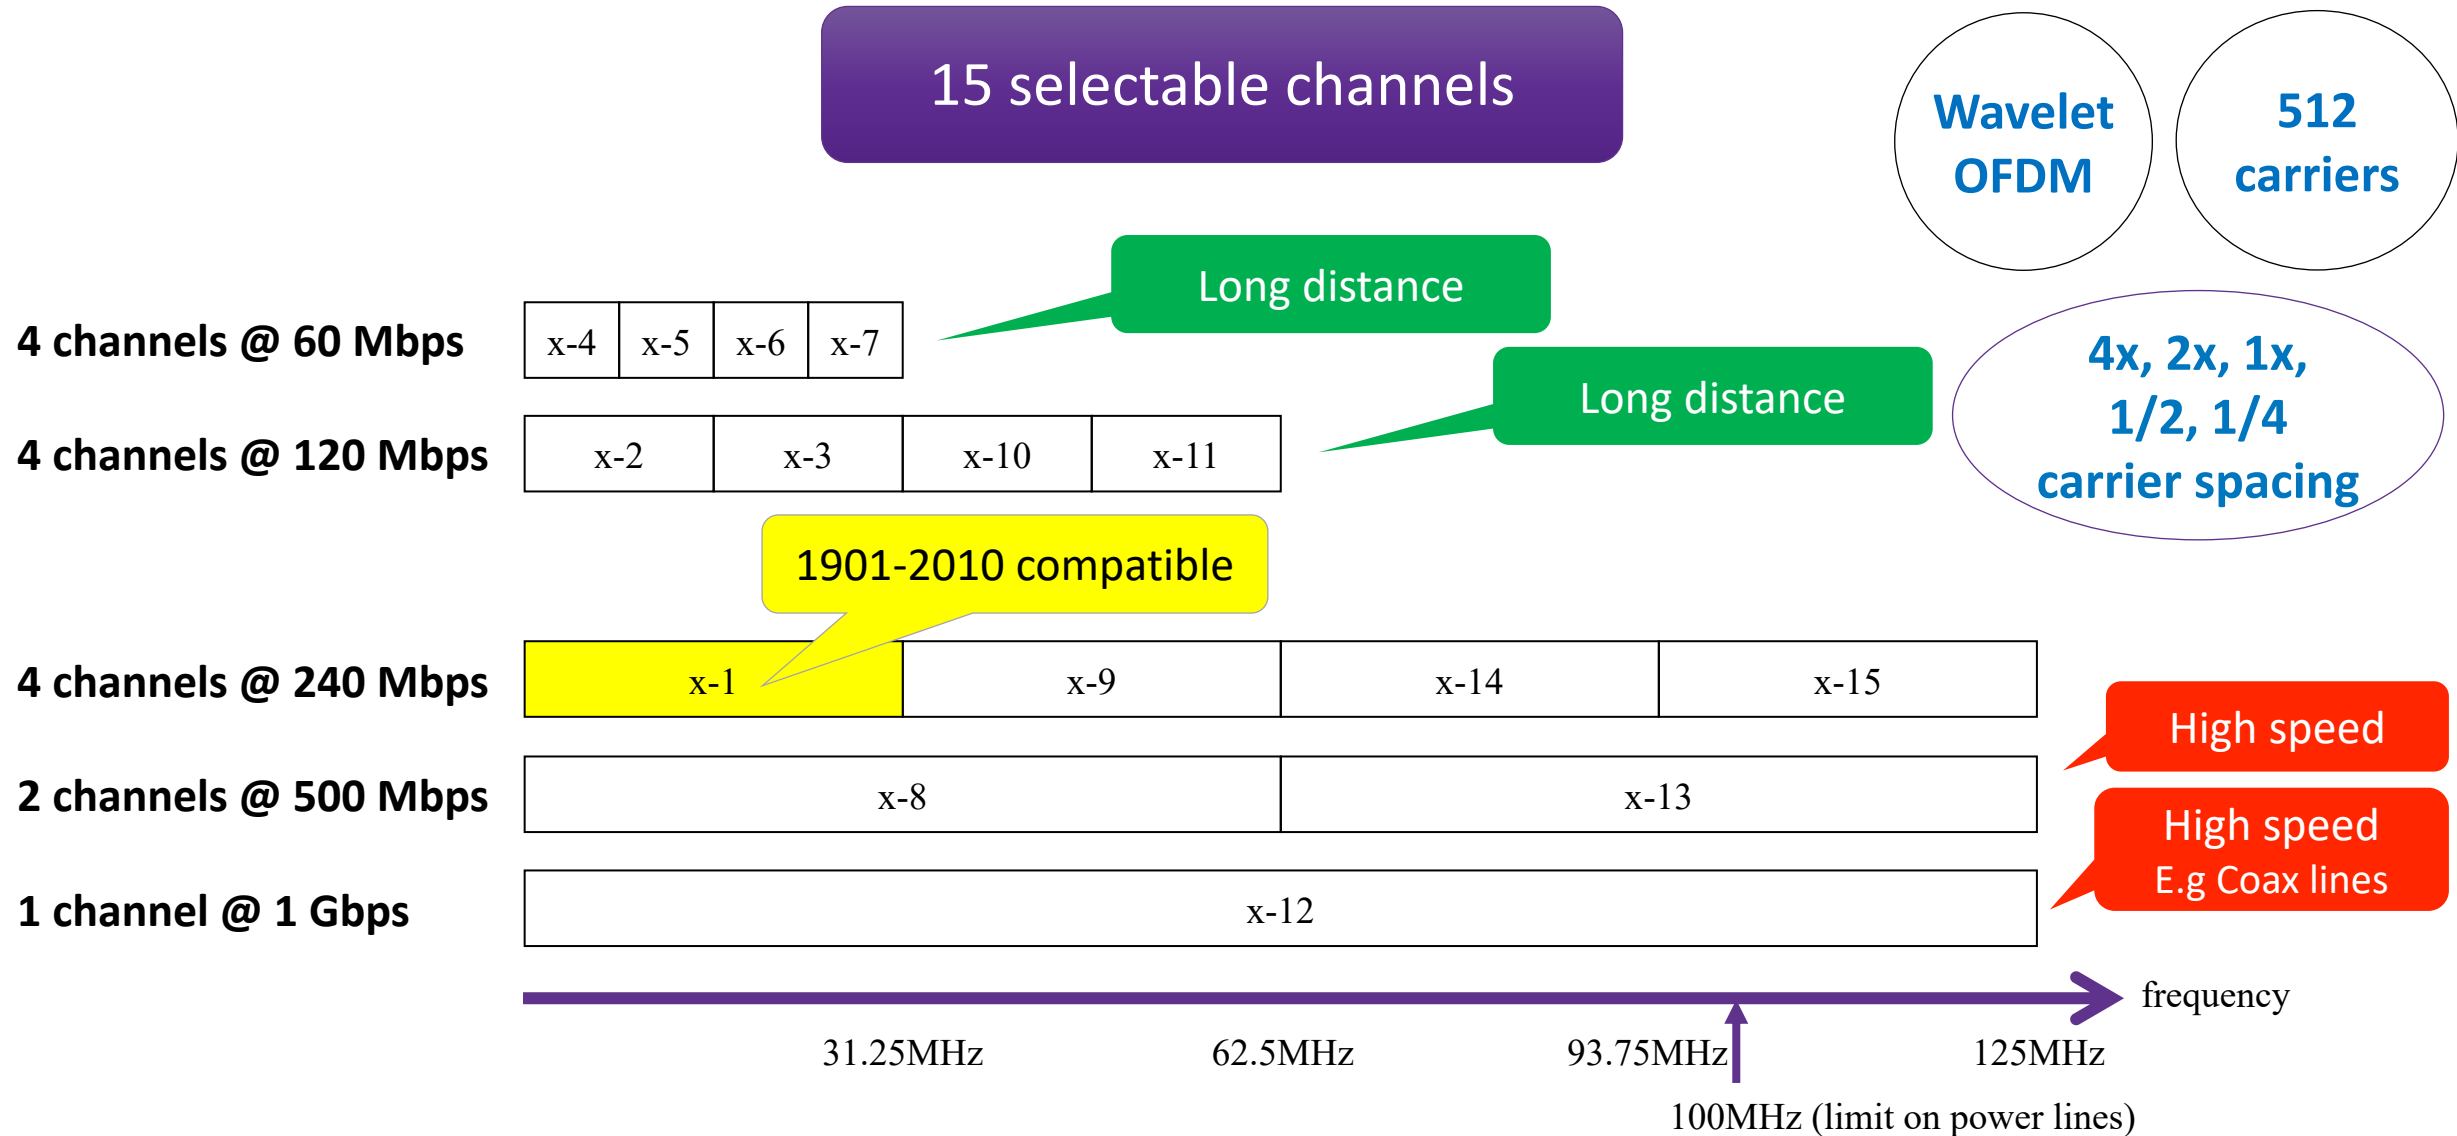 15 selectable channels
Wavelet
OFDM
512
carriers
4x, 2x, 1x,
1/2, 1/4
carrier spacing
Long distance
4 channels @ 60 Mbps
x-4 x-5 x-6 x-7
Long distance
4 channels @ 120 Mbps
x-2 x-3 x-10 x-11
1901-2010 compatible
4 channels @ 240 Mbps
x-1 x-9 x-14 x-15
High speed
2 channels @ 500 Mbps
x-8 x-13
High speed
E.g Coax lines
1 channel @ 1 Gbps
x-12
frequency
31.25MHz 62.5MHz 93.75MHz 125MHz
100MHz (limit on power lines)